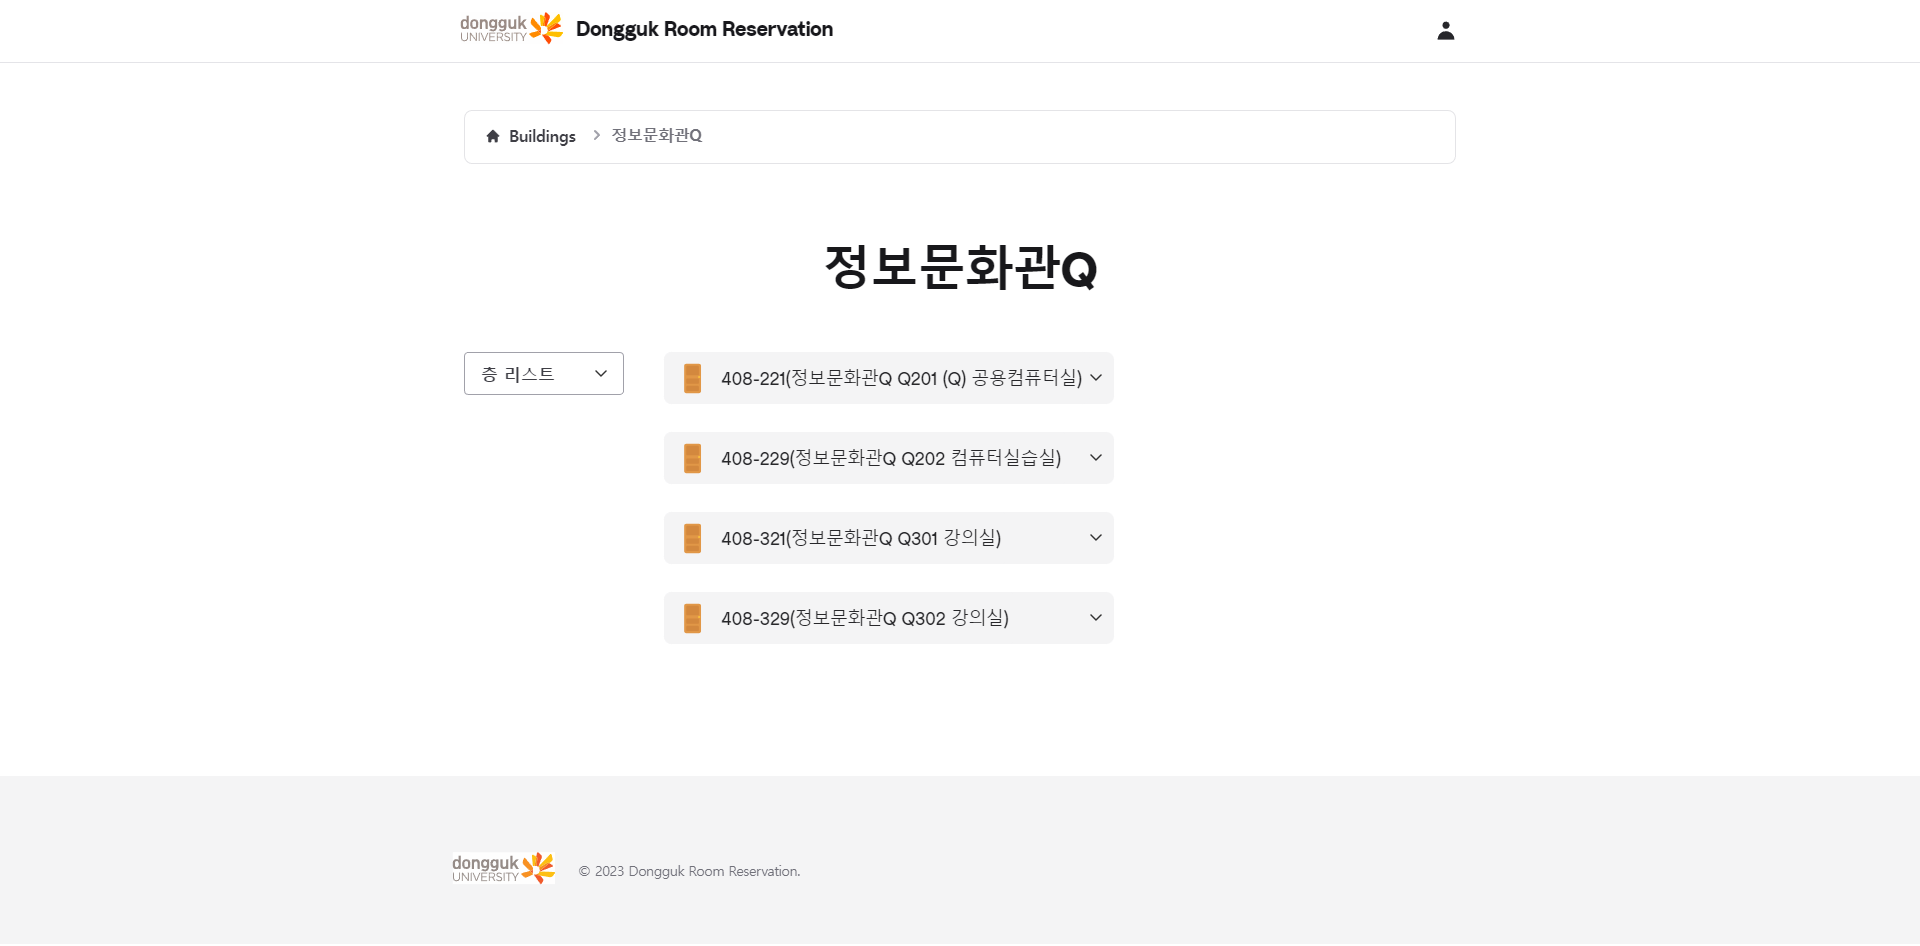 dongguk
UNIVERSITY
Dongguk Room Reservation
Buildings > 정보문화관Q
정보문화관Q
층 리스트
408-221(정보문화관Q Q201 (Q) 공용컴퓨터실)
408-229(정보문화관Q Q202 컴퓨터실습실)
408-321(정보문화관Q Q301 강의실)
408-329(정보문화관Q Q302 강의실)
dongguk
UNIVERSITY
© 2023 Dongguk Room Reservation.